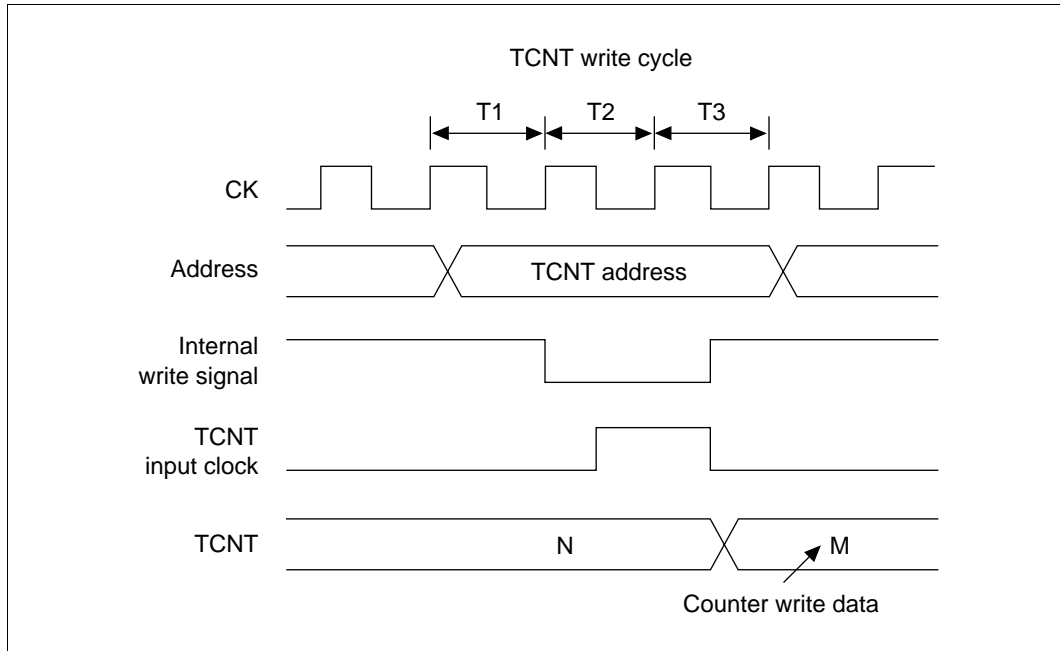 TCNT write cycle
T1 T2 T3
CK
Address
TCNT address
Internal
write signal
TCNT
input clock
TCNT
N
M
Counter write data